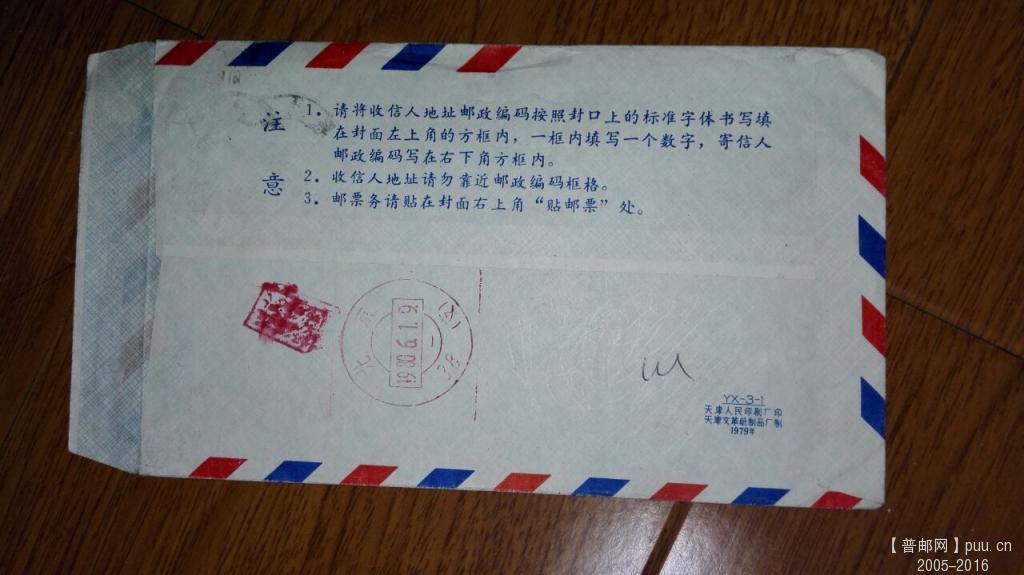 注意
1. 请将收信人地址邮政编码按照封口上的标准字体书写填
在封面左上角的方框内，一框内填写一个数字，寄信人
邮政编码写在右下角方框内。
2. 收信人地址请勿靠近邮政编码框格。
3. 邮票务请贴在封面右上角“贴邮票”处。
北京
38
YX-3-1
天津人民印刷厂印
天津文革纸制品厂制
1979年
【普邮网】puu.cn
2005-2016